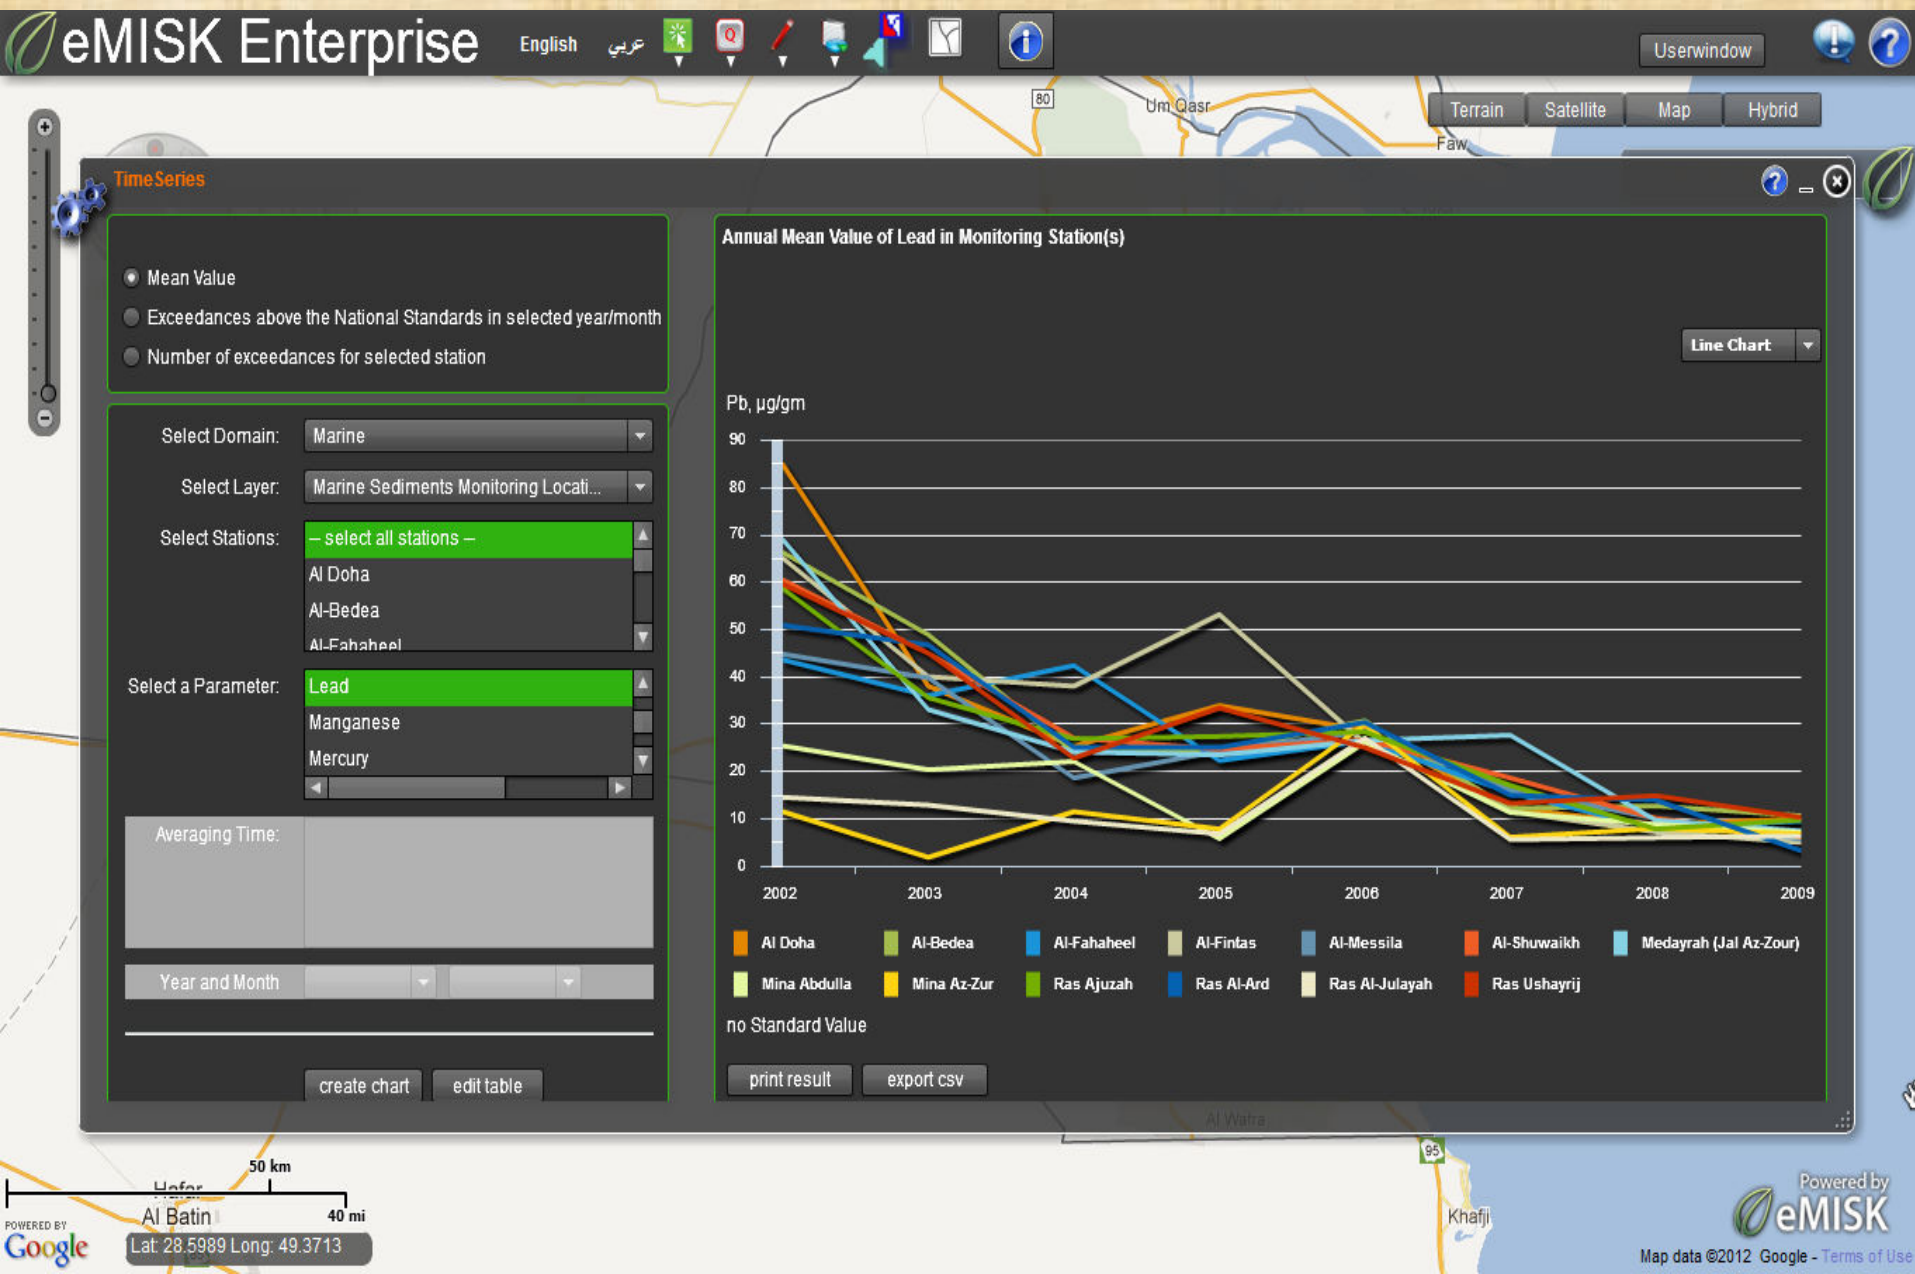 eMISK Enterprise English عربي Q Userwindow
80 Um Qasr Terrain Satellite Map Hybrid
Faw
TimeSeries
Mean Value
Exceedances above the National Standards in selected year/month
Number of exceedances for selected station
Select Domain: Marine
Select Layer: Marine Sediments Monitoring Locati...
Select Stations: -- select all stations --
Al Doha
Al-Bedea
Al-Fahaheel
Select a Parameter: Lead
Manganese
Mercury
Averaging Time:
Year and Month
create chart edit table
Annual Mean Value of Lead in Monitoring Station(s)
Line Chart
Pb, µg/gm
90
80
70
60
50
40
30
20
10
0
2002 2003 2004 2005 2006 2007 2008 2009
Al Doha Al-Bedea Al-Fahaheel Al-Fintas Al-Messila Al-Shuwaikh Medayrah (Jal Az-Zour)
Mina Abdulla Mina Az-Zur Ras Ajuzah Ras Al-Ard Ras Al-Julayah Ras Ushayrij
no Standard Value
print result export csv
Al Wafra
95
50 km
Hafar
Al Batin
40 mi
Khafji
POWERED BY
Google
Lat: 28.5989 Long: 49.3713
Powered by
eMISK
Map data ©2012 Google - Terms of Use